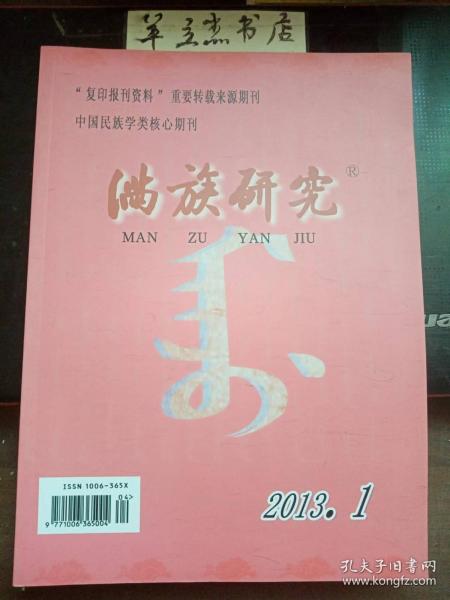 单立杰书店
“复印报刊资料”重要转载来源期刊
中国民族学类核心期刊
满族研究®
MAN ZU YAN JIU
ISSN 1006-365X
04>
9 771006 365004
2013.1
孔夫子旧书网
www.kongfz.com